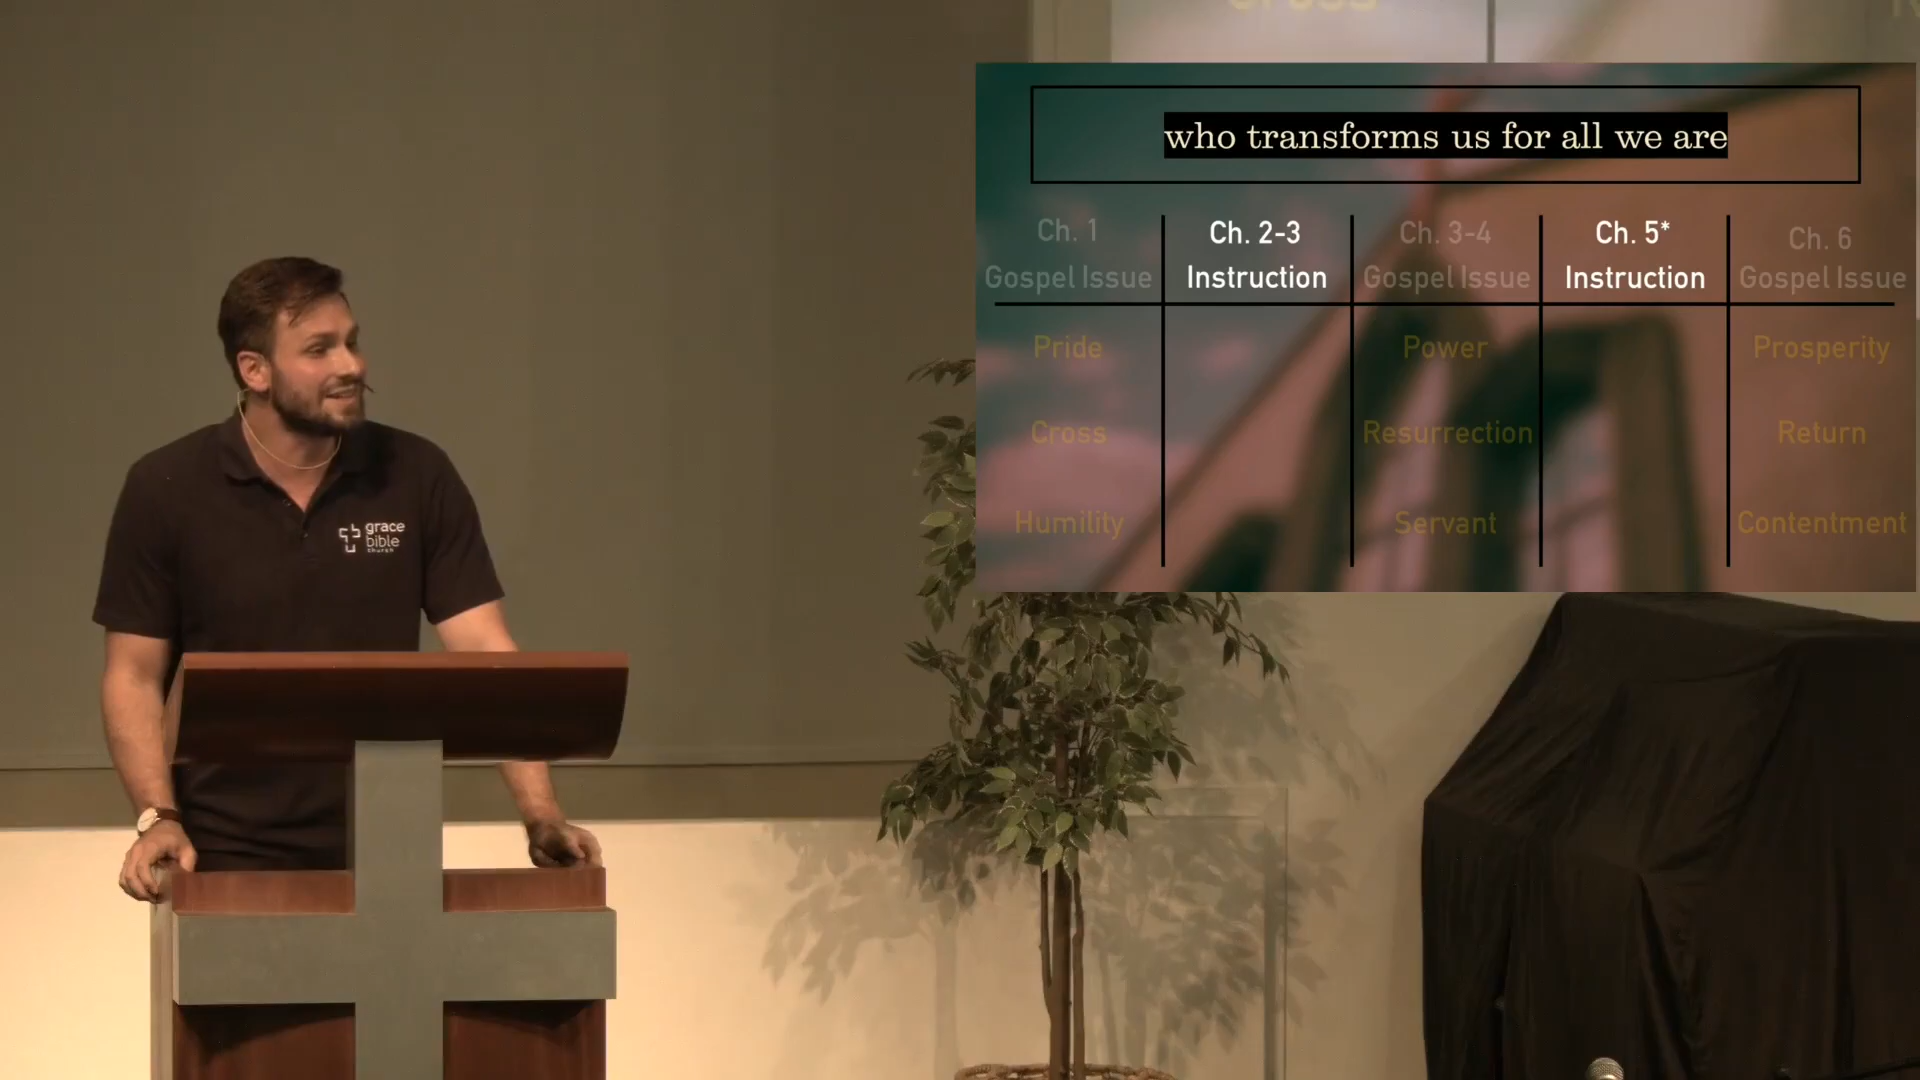 Cross
who transforms us for all we are
Ch. 1
Gospel Issue
Ch. 2-3
Instruction
Ch. 3-4
Gospel Issue
Ch. 5*
Instruction
Ch. 6
Gospel Issue
Pride
Power
Prosperity
Cross
Resurrection
Return
Humility
Servant
Contentment
grace
bible
church